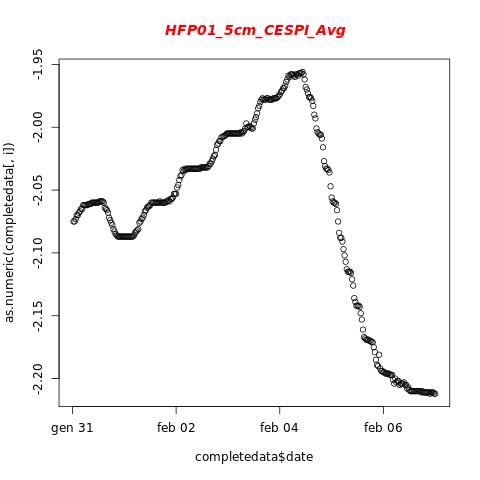 HFP01_5cm_CESPI_Avg
-1.95
-2.00
-2.05
-2.10
-2.15
-2.20
as.numeric(completedata[, i])
gen 31 feb 02 feb 04 feb 06
completedata$date